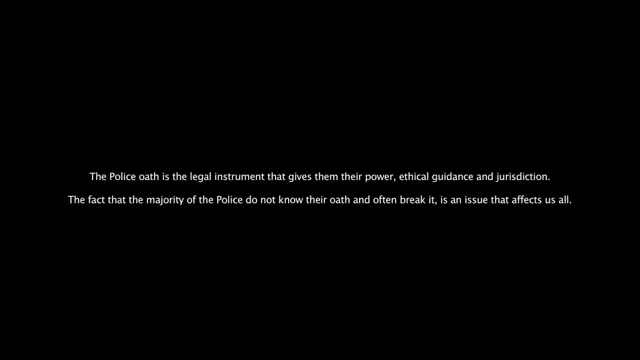 The Police oath is the legal instrument that gives them their power, ethical guidance and jurisdiction.
The fact that the majority of the Police do not know their oath and often break it, is an issue that affects us all.